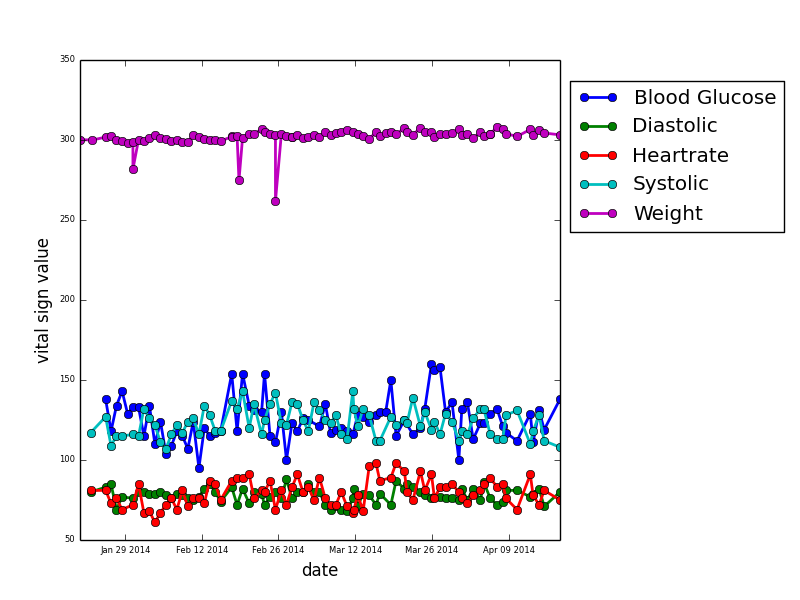 350
300
250
200
150
100
50
vital sign value
Jan 29 2014
Feb 12 2014
Feb 26 2014
Mar 12 2014
Mar 26 2014
Apr 09 2014
date
Blood Glucose
Diastolic
Heartrate
Systolic
Weight